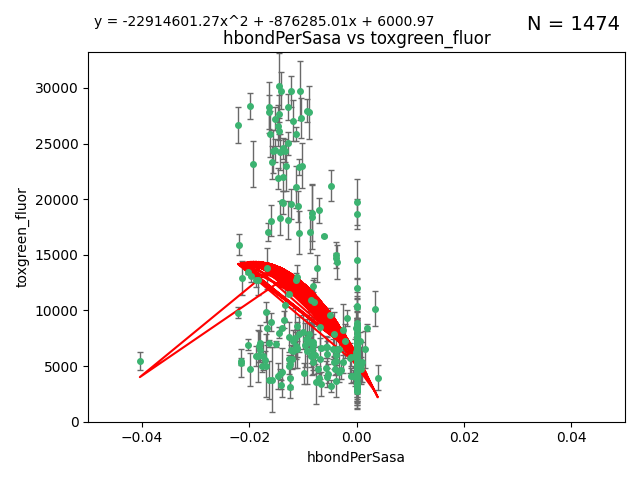 y = -22914601.27x^2 + -876285.01x + 6000.97
N = 1474
hbondPerSasa vs toxgreen_fluor
toxgreen_fluor
30000
25000
20000
15000
10000
5000
0
−0.04
−0.02
0.00
0.02
0.04
hbondPerSasa